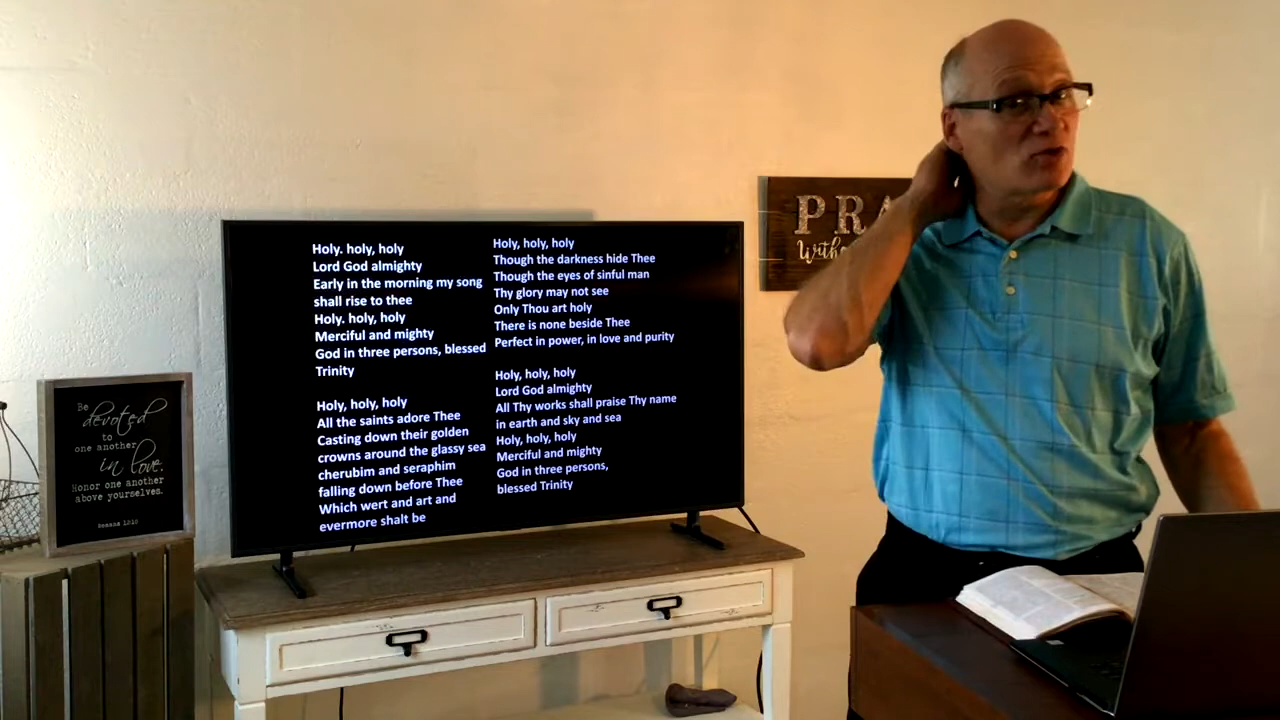 Holy. holy, holy
Lord God almighty
Early in the morning my song
shall rise to thee
Holy. holy, holy
Merciful and mighty
God in three persons, blessed
Trinity
Holy, holy, holy
All the saints adore Thee
Casting down their golden
crowns around the glassy sea
cherubim and seraphim
falling down before Thee
Which wert and art and
evermore shalt be
Holy, holy, holy
Though the darkness hide Thee
Though the eyes of sinful man
Thy glory may not see
Only Thou art holy
There is none beside Thee
Perfect in power, in love and purity
Holy, holy, holy
Lord God almighty
All Thy works shall praise Thy name
in earth and sky and sea
Holy, holy, holy
Merciful and mighty
God in three persons,
blessed Trinity
Be
devoted
to
one another
in love.
Honor one another
above yourselves.
Romans 12:10
PRA
Witho